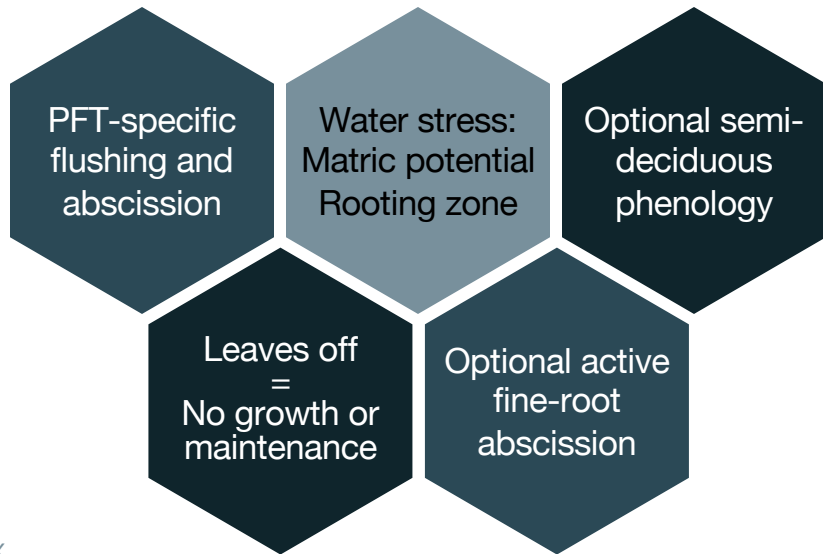 PFT-specific
flushing and
abscission
Water stress:
Matric potential
Rooting zone
Optional semi-
deciduous
phenology
Leaves off
=
No growth or
maintenance
Optional active
fine-root
abscission